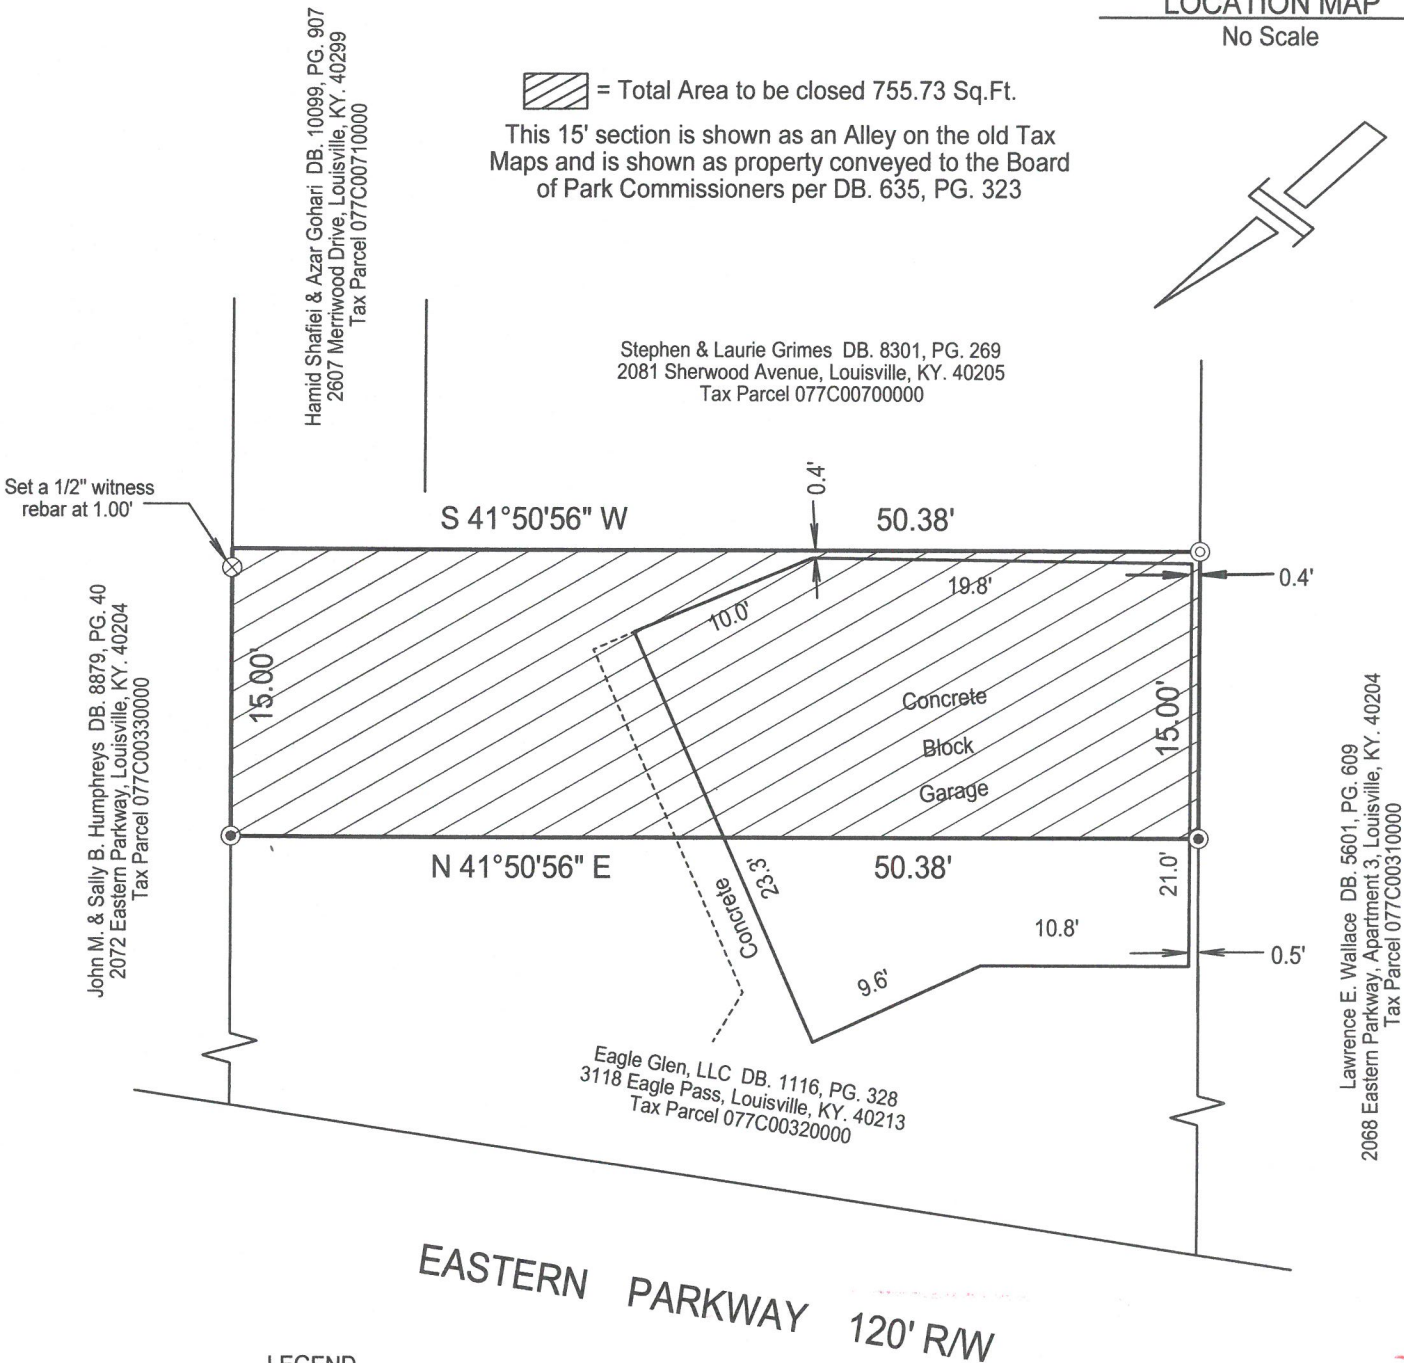 LOCATION MAP
No Scale
= Total Area to be closed 755.73 Sq.Ft.
This 15' section is shown as an Alley on the old Tax
Maps and is shown as property conveyed to the Board
of Park Commissioners per DB. 635, PG. 323
Hamid Shafiei & Azar Gohari DB. 10099, PG. 907
2607 Merriwood Drive, Louisville, KY. 40299
Tax Parcel 077C00710000
Stephen & Laurie Grimes DB. 8301, PG. 269
2081 Sherwood Avenue, Louisville, KY. 40205
Tax Parcel 077C00700000
Set a 1/2" witness
rebar at 1.00'
S 41°50'56" W
0.4'
50.38'
0.4'
19.8'
10.0'
John M. & Sally B. Humphreys DB. 8879, PG. 40
2072 Eastern Parkway, Louisville, KY. 40204
Tax Parcel 077C00330000
15.00'
Concrete
Block
Garage
15.00'
N 41°50'56" E
50.38'
23.3'
Concrete
21.0'
10.8'
0.5'
9.6'
Lawrence E. Wallace DB. 5601, PG. 609
2068 Eastern Parkway, Apartment 3, Louisville, KY. 40204
Tax Parcel 077C00310000
Eagle Glen, LLC DB. 1116, PG. 328
3118 Eagle Pass, Louisville, KY. 40213
Tax Parcel 077C00320000
EASTERN PARKWAY 120' R/W
LEGEND